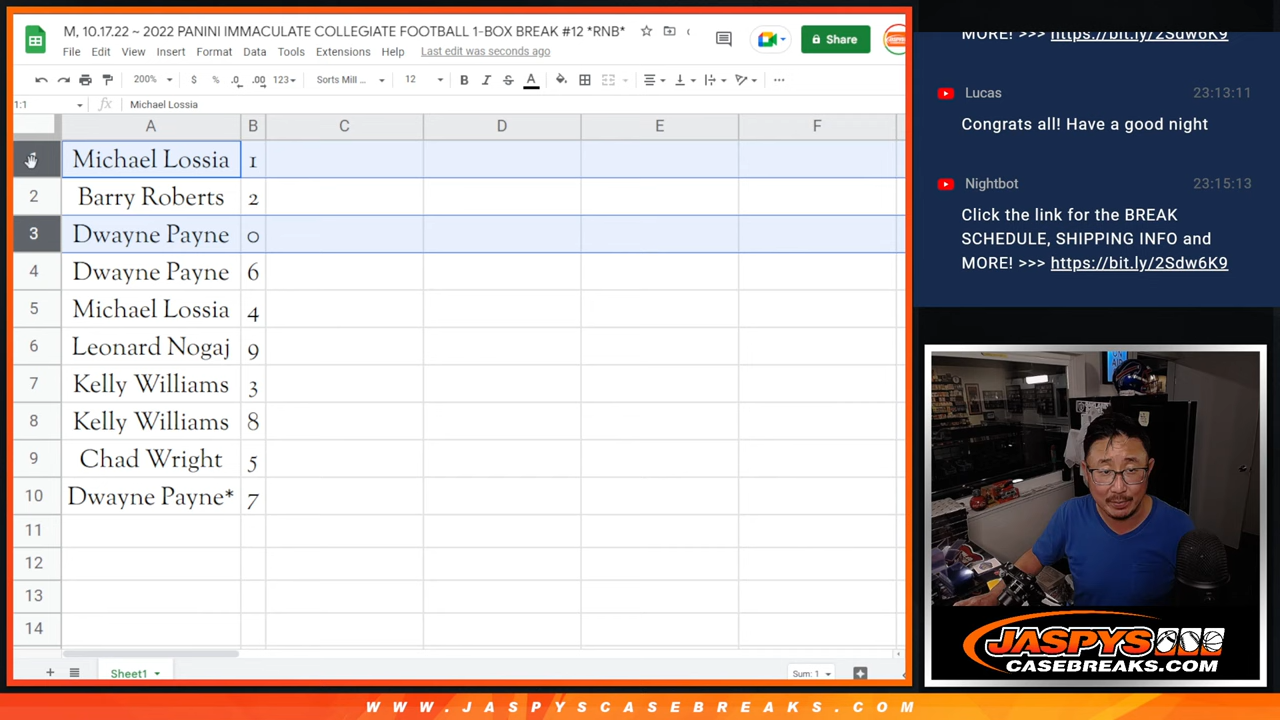 M, 10.17.22 ~ 2022 PANINI IMMACULATE COLLEGIATE FOOTBALL 1-BOX BREAK #12 *RNB*
File Edit View Insert Format Data Tools Extensions Help Last edit was seconds ago
Share
200% $ % .0 .00 123 Sorts Mill ... 12 B I S A
1:1 fx Michael Lossia
A B C D E F
Michael Lossia 1
2 Barry Roberts 2
3 Dwayne Payne 0
4 Dwayne Payne 6
5 Michael Lossia 4
6 Leonard Nogaj 9
7 Kelly Williams 3
8 Kelly Williams 8
9 Chad Wright 5
10 Dwayne Payne* 7
11
12
13
14
Sheet1
Sum: 1
MORE! >>> https://bit.ly/2Sdw6K9
Lucas 23:13:11
Congrats all! Have a good night
Nightbot 23:15:13
Click the link for the BREAK
SCHEDULE, SHIPPING INFO and
MORE! >>> https://bit.ly/2Sdw6K9
JASPYS
CASEBREAKS.COM
WWW.JASPYSCASEBREAKS.COM